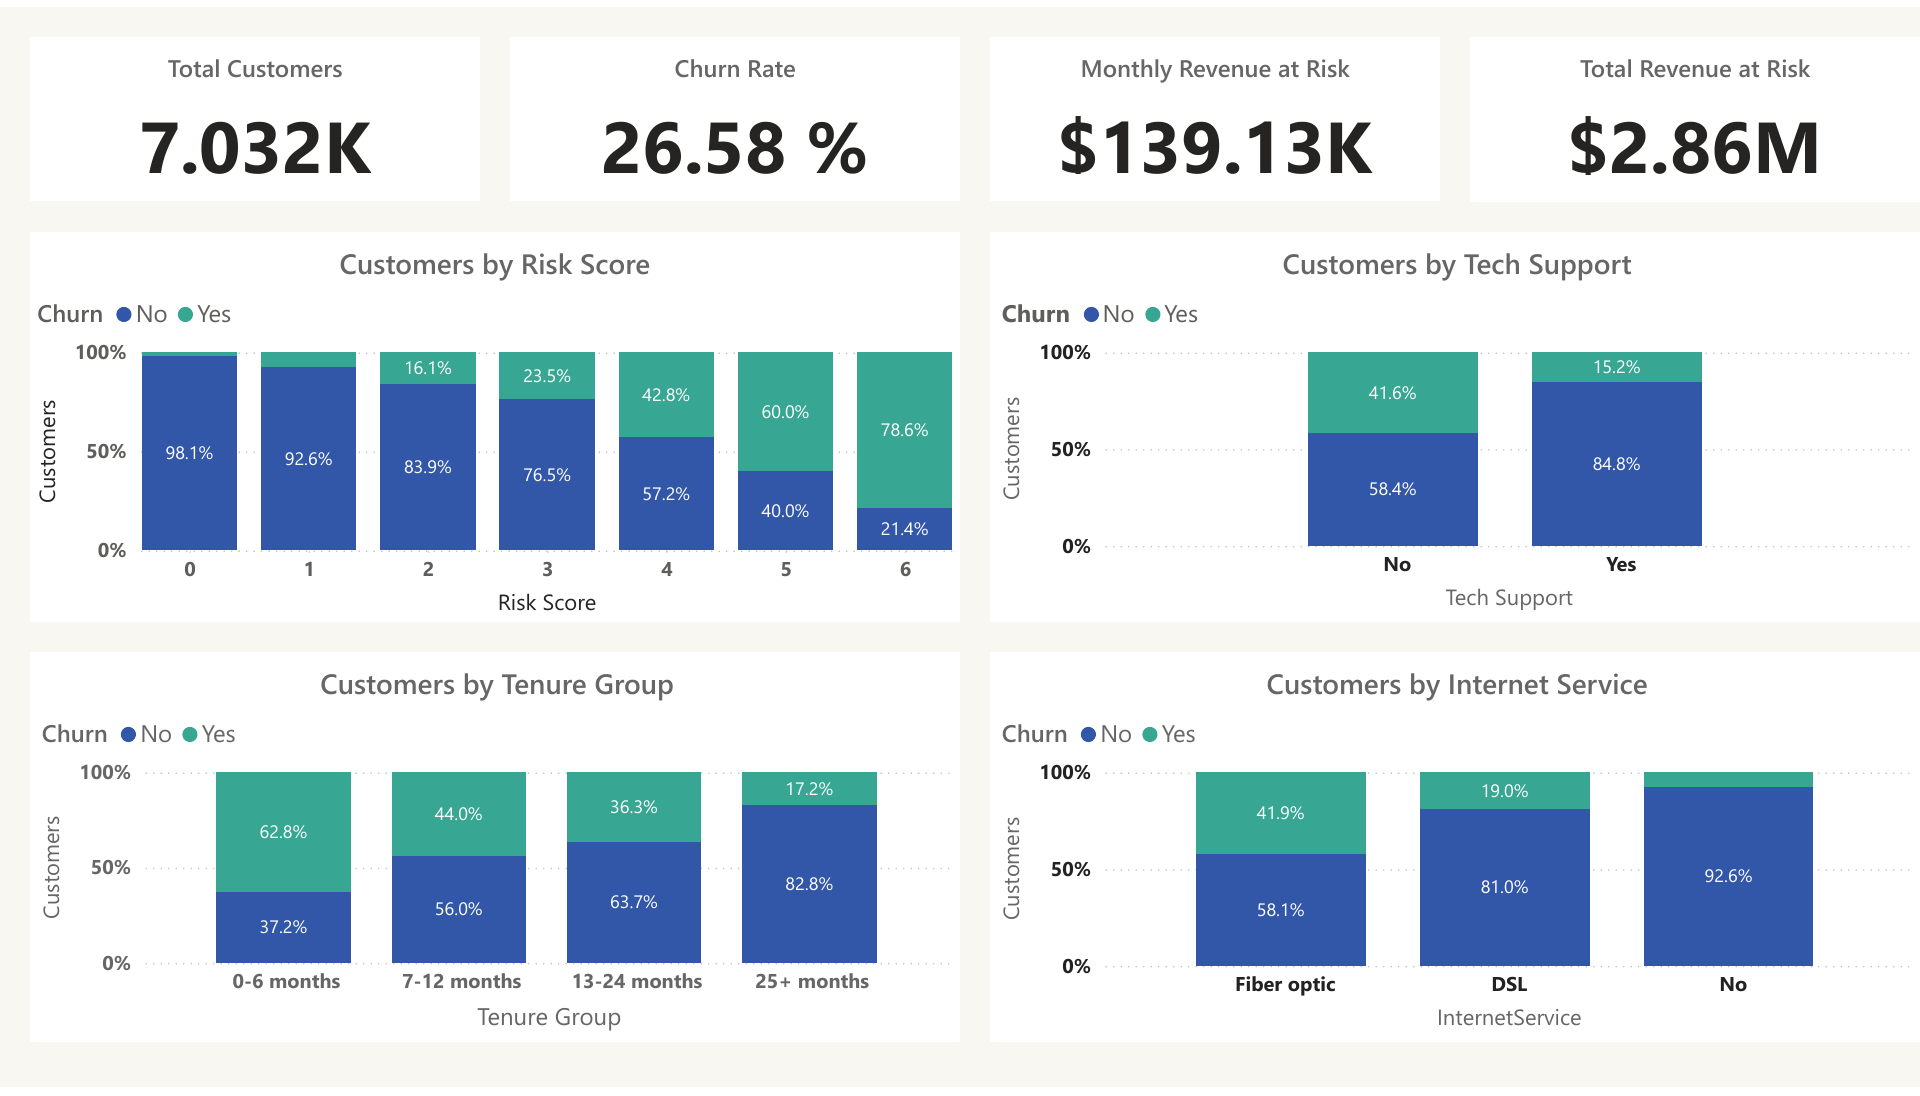 Total Customers
7.032K
Churn Rate
26.58 %
Monthly Revenue at Risk
$139.13K
Total Revenue at Risk
$2.86M
Customers by Risk Score
Churn No Yes
Customers
100%
50%
0%
98.1%
92.6%
16.1%
83.9%
23.5%
76.5%
42.8%
57.2%
60.0%
40.0%
78.6%
21.4%
0 1 2 3 4 5 6
Risk Score
Customers by Tech Support
Churn No Yes
Customers
100%
50%
0%
41.6%
58.4%
15.2%
84.8%
No Yes
Tech Support
Customers by Tenure Group
Churn No Yes
Customers
100%
50%
0%
62.8%
37.2%
44.0%
56.0%
36.3%
63.7%
17.2%
82.8%
0-6 months 7-12 months 13-24 months 25+ months
Tenure Group
Customers by Internet Service
Churn No Yes
Customers
100%
50%
0%
41.9%
58.1%
19.0%
81.0%
92.6%
Fiber optic DSL No
InternetService